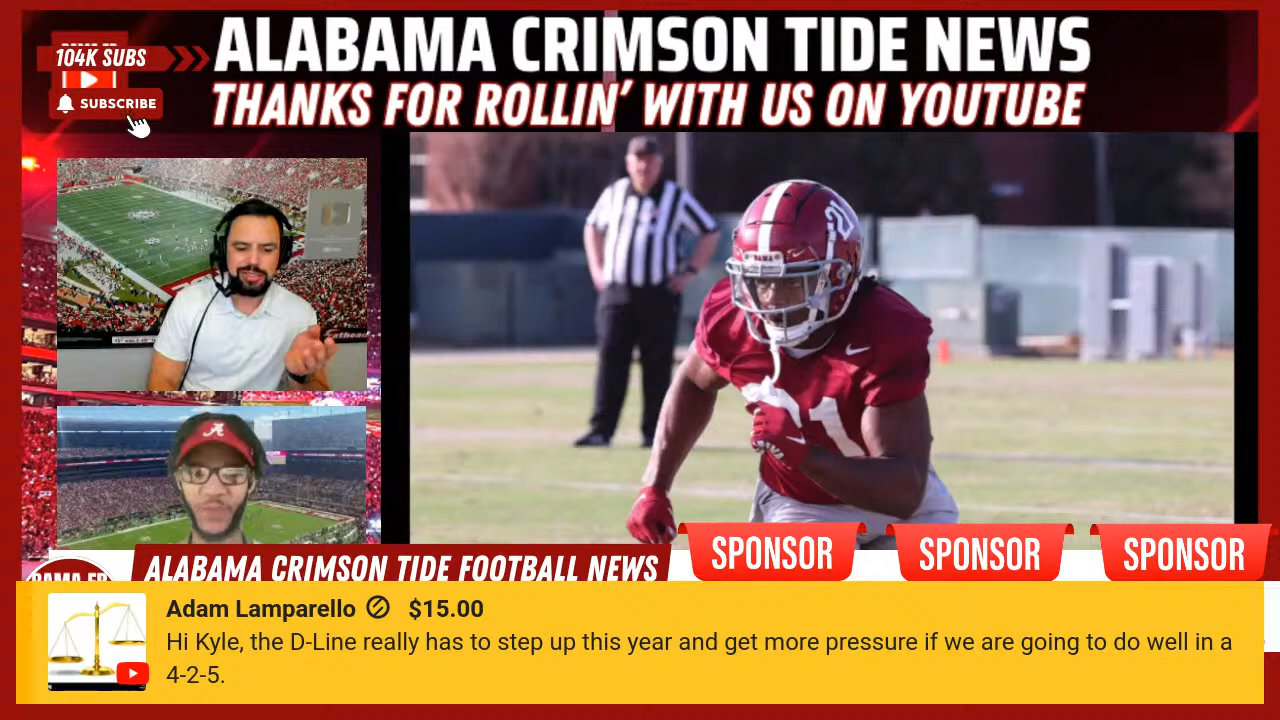 104K SUBS
SUBSCRIBE
ALABAMA CRIMSON TIDE NEWS
THANKS FOR ROLLIN' WITH US ON YOUTUBE
21
21
SPONSOR
SPONSOR
SPONSOR
ALABAMA CRIMSON TIDE FOOTBALL NEWS
Adam Lamparello $15.00
Hi Kyle, the D-Line really has to step up this year and get more pressure if we are going to do well in a
4-2-5.